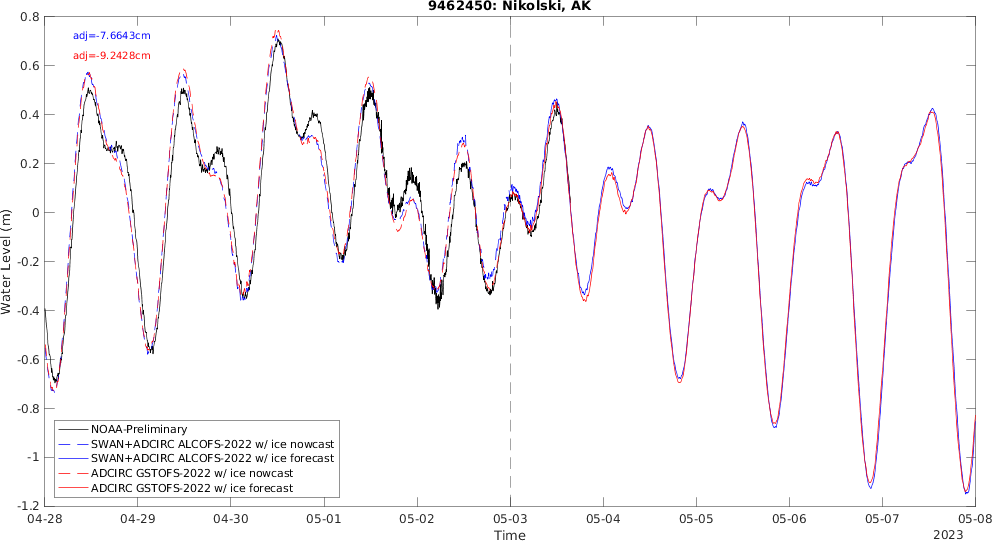 9462450: Nikolski, AK
adj=-7.6643cm
adj=-9.2428cm
0.8
0.6
0.4
0.2
0
-0.2
-0.4
-0.6
-0.8
-1
-1.2
Water Level (m)
NOAA-Preliminary
SWAN+ADCIRC ALCOFS-2022 w/ ice nowcast
SWAN+ADCIRC ALCOFS-2022 w/ ice forecast
ADCIRC GSTOFS-2022 w/ ice nowcast
ADCIRC GSTOFS-2022 w/ ice forecast
04-28 04-29 04-30 05-01 05-02 05-03 05-04 05-05 05-06 05-07 05-08
Time
2023